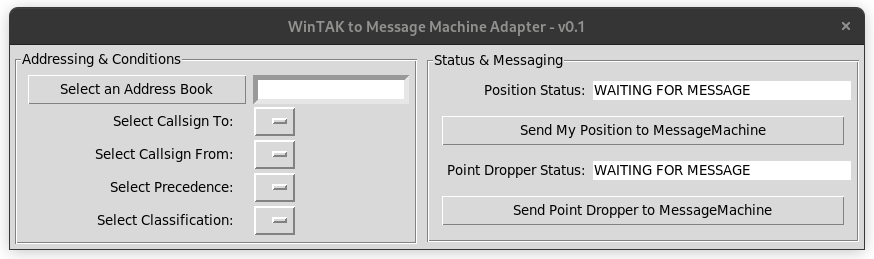 WinTAK to Message Machine Adapter - v0.1
Addressing & Conditions
Select an Address Book
Select Callsign To:
Select Callsign From:
Select Precedence:
Select Classification:
Status & Messaging
Position Status: WAITING FOR MESSAGE
Send My Position to MessageMachine
Point Dropper Status: WAITING FOR MESSAGE
Send Point Dropper to MessageMachine